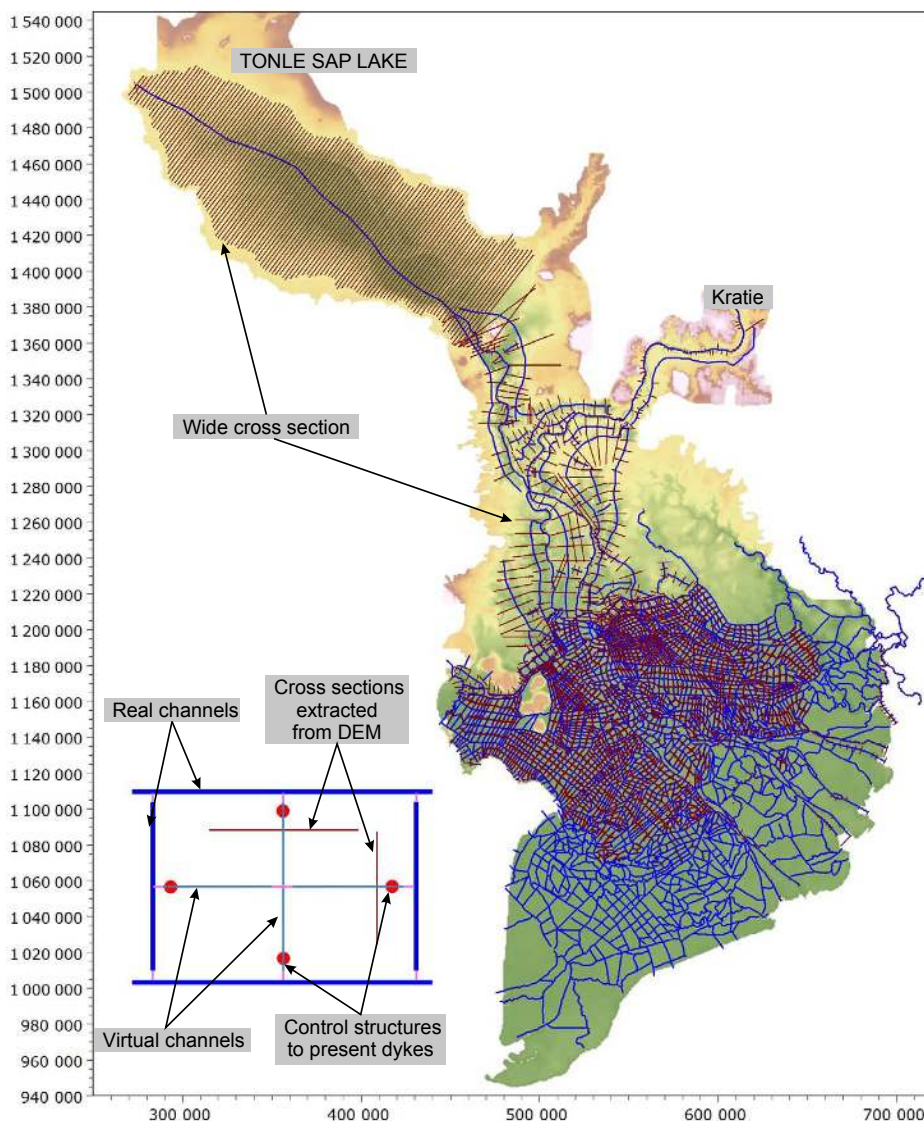 1 540 000
1 520 000
1 500 000
1 480 000
1 460 000
1 440 000
1 420 000
1 400 000
1 380 000
1 360 000
1 340 000
1 320 000
1 300 000
1 280 000
1 260 000
1 240 000
1 220 000
1 200 000
1 180 000
1 160 000
1 140 000
1 120 000
1 100 000
1 080 000
1 060 000
1 040 000
1 020 000
1 000 000
980 000
960 000
940 000
TONLE SAP LAKE
Kratie
Wide cross section
Real channels
Cross sections
extracted
from DEM
Virtual channels
Control structures
to present dykes
300 000
400 000
500 000
600 000
700 000